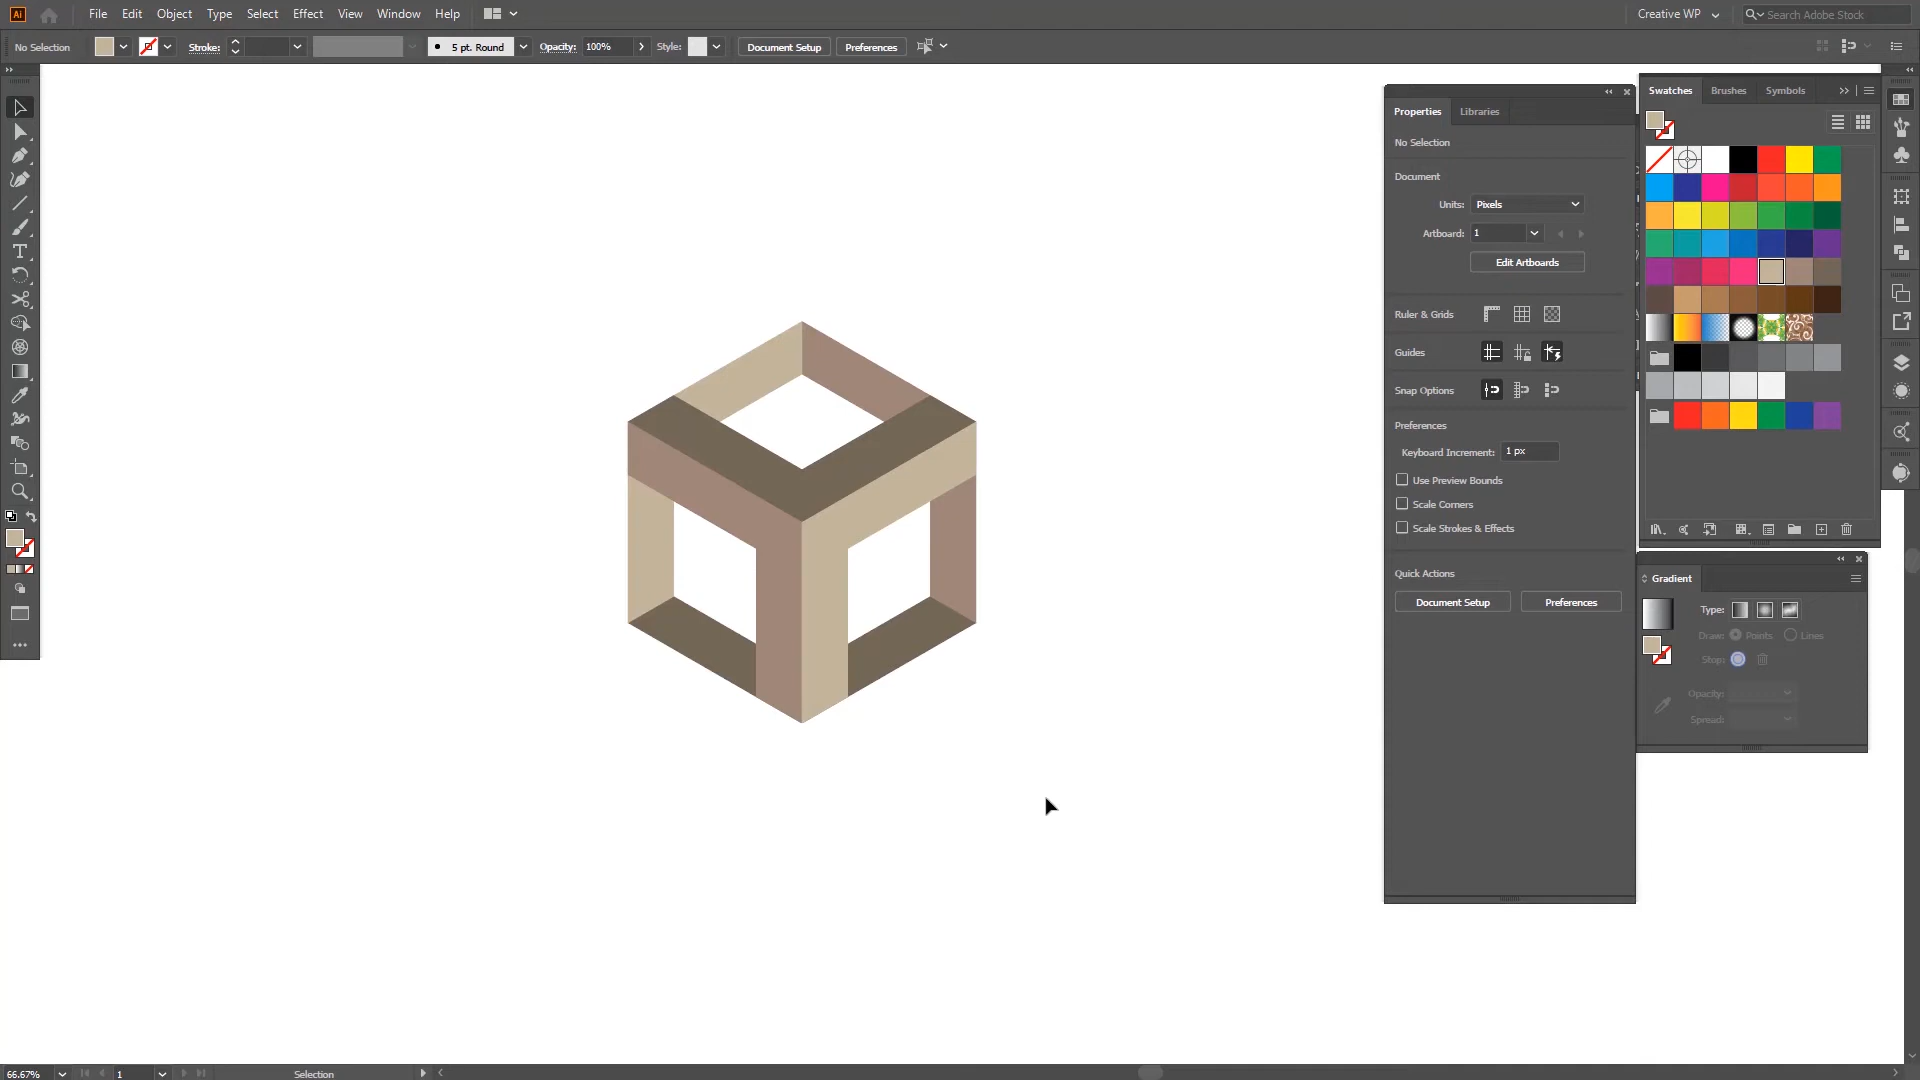 Ai File Edit Object Type Select Effect View Window Help Creative WP Search Adobe Stock
No Selection Stroke: 5 pt. Round Opacity: 100% Style: Document Setup Preferences
Swatches Brushes Symbols
Properties Libraries
No Selection
Document
Units: Pixels
Artboard: 1
Edit Artboards
Ruler & Grids
Guides
Snap Options
Preferences
Keyboard Increment: 1 px
Use Preview Bounds
Scale Corners
Scale Strokes & Effects
Quick Actions
Document Setup Preferences
Gradient
Type:
Draw: Points Lines
Stop:
Opacity:
Spread:
66.67% 1 Selection